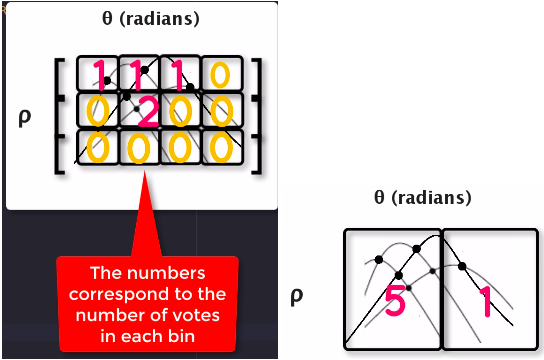 θ (radians)
ρ
1 1 1 0
0 2 0 0
0 0 0 0
The numbers
correspond to the
number of votes
in each bin
θ (radians)
ρ
5 1